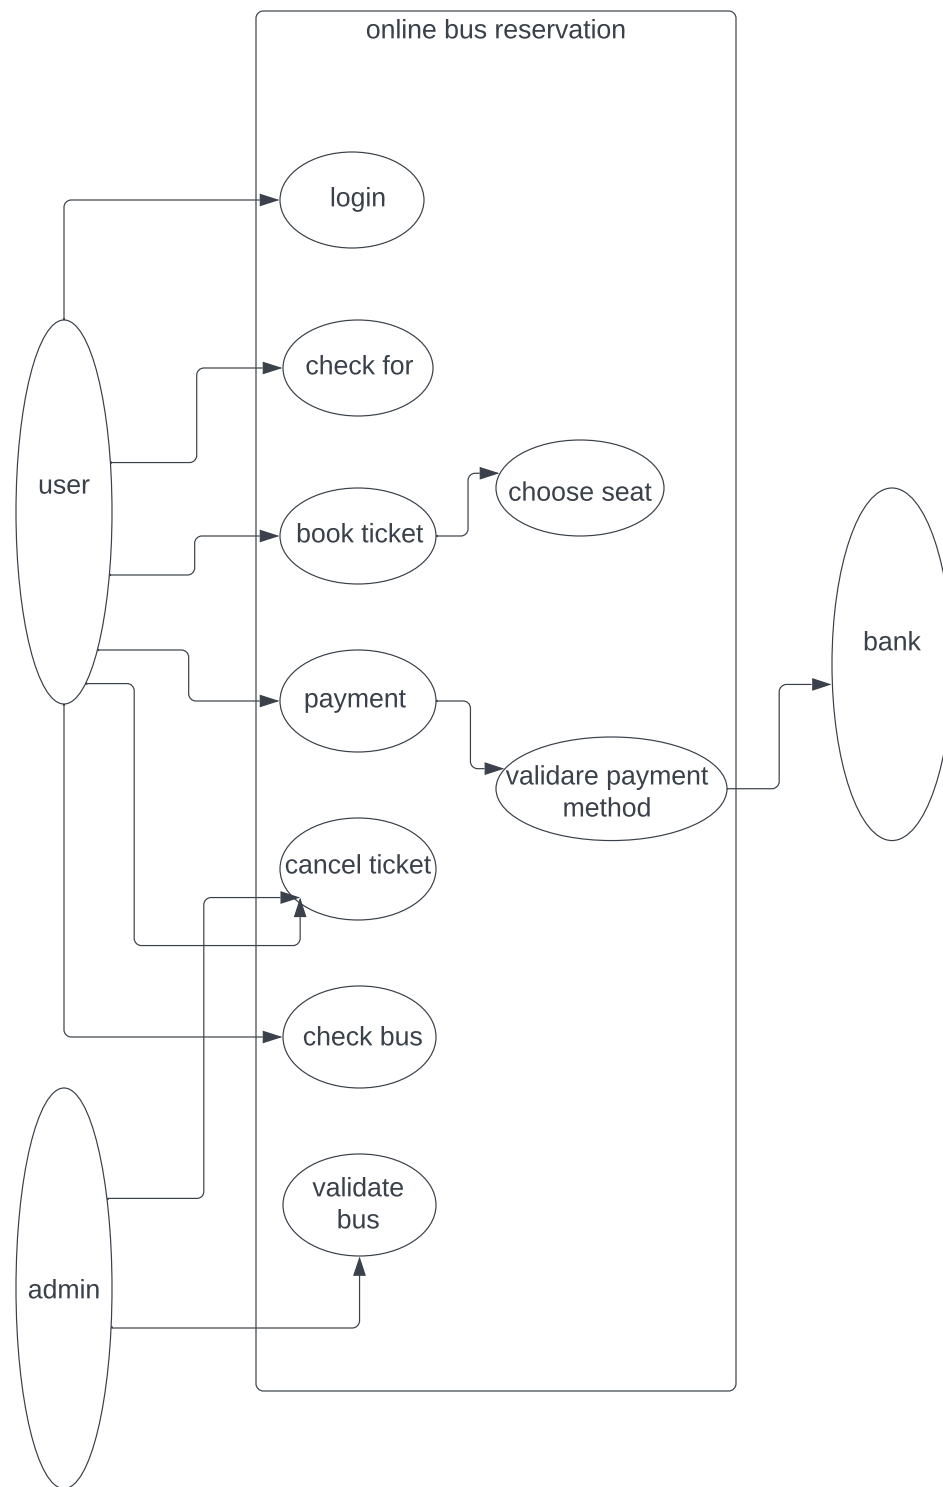 online bus reservation
login
check for
user
choose seat
book ticket
bank
payment
validare payment
method
cancel ticket
check bus
validate
bus
admin